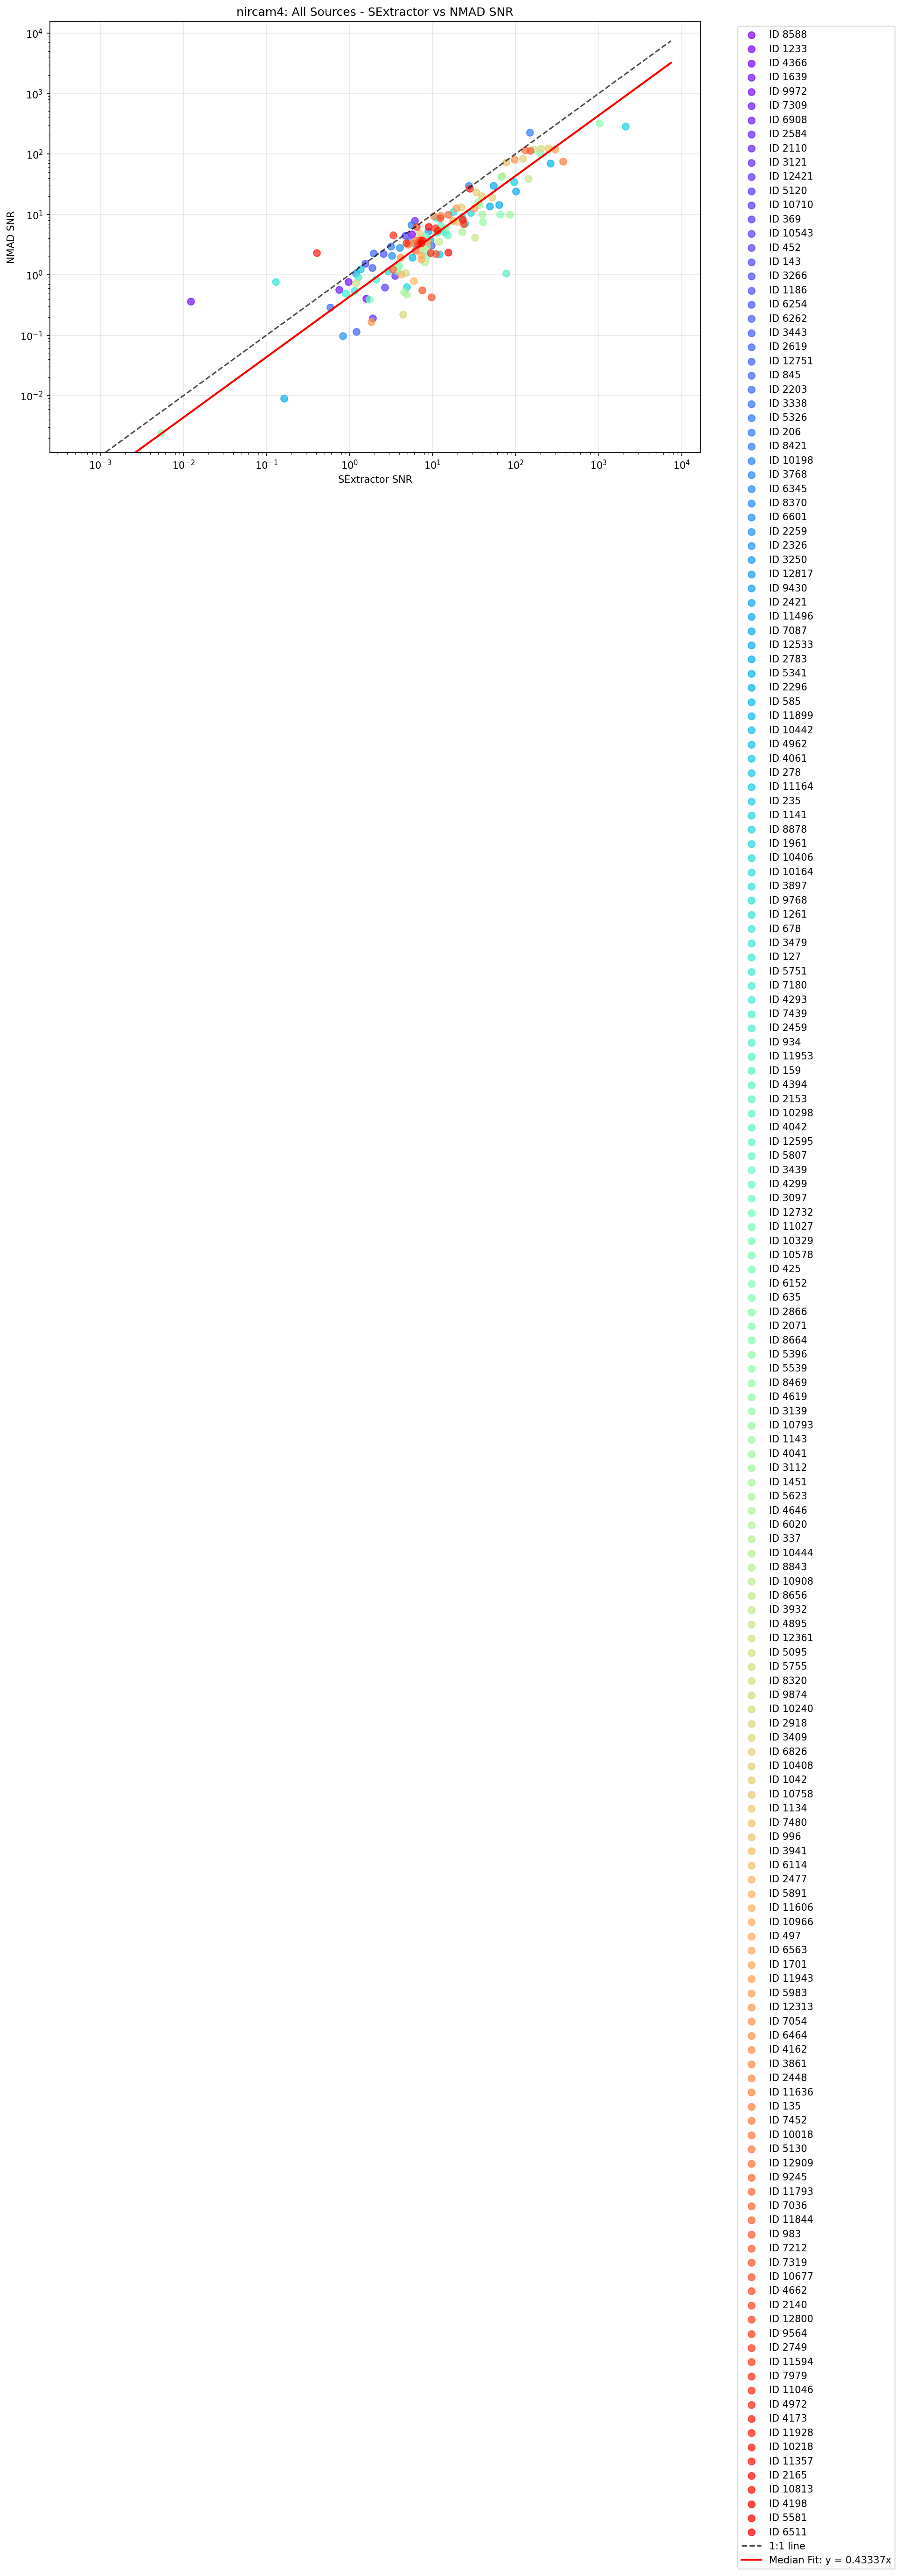 nircam4: All Sources - SExtractor vs NMAD SNR
10⁴
10³
10²
10¹
10⁰
10⁻¹
10⁻²
NMAD SNR
10⁻³
10⁻²
10⁻¹
10⁰
10¹
10²
10³
10⁴
SExtractor SNR
ID 8588
ID 1233
ID 4366
ID 1639
ID 9972
ID 7309
ID 6908
ID 2584
ID 2110
ID 3121
ID 12421
ID 5120
ID 10710
ID 369
ID 10543
ID 452
ID 143
ID 3266
ID 1186
ID 6254
ID 6262
ID 3443
ID 2619
ID 12751
ID 845
ID 2203
ID 3338
ID 5326
ID 206
ID 8421
ID 10198
ID 3768
ID 6345
ID 8370
ID 6601
ID 2259
ID 2326
ID 3250
ID 12817
ID 9430
ID 2421
ID 11496
ID 7087
ID 12533
ID 2783
ID 5341
ID 2296
ID 585
ID 11899
ID 10442
ID 4962
ID 4061
ID 278
ID 11164
ID 235
ID 1141
ID 8878
ID 1961
ID 10406
ID 10164
ID 3897
ID 9768
ID 1261
ID 678
ID 3479
ID 127
ID 5751
ID 7180
ID 4293
ID 7439
ID 2459
ID 934
ID 11953
ID 159
ID 4394
ID 2153
ID 10298
ID 4042
ID 12595
ID 5807
ID 3439
ID 4299
ID 3097
ID 12732
ID 11027
ID 10329
ID 10578
ID 425
ID 6152
ID 635
ID 2866
ID 2071
ID 8664
ID 5396
ID 5539
ID 8469
ID 4619
ID 3139
ID 10793
ID 1143
ID 4041
ID 3112
ID 1451
ID 5623
ID 4646
ID 6020
ID 337
ID 10444
ID 8843
ID 10908
ID 8656
ID 3932
ID 4895
ID 12361
ID 5095
ID 5755
ID 8320
ID 9874
ID 10240
ID 2918
ID 3409
ID 6826
ID 10408
ID 1042
ID 10758
ID 1134
ID 7480
ID 996
ID 3941
ID 6114
ID 2477
ID 5891
ID 11606
ID 10966
ID 497
ID 6563
ID 1701
ID 11943
ID 5983
ID 12313
ID 7054
ID 6464
ID 4162
ID 3861
ID 2448
ID 11636
ID 135
ID 7452
ID 10018
ID 5130
ID 12909
ID 9245
ID 11793
ID 7036
ID 11844
ID 983
ID 7212
ID 7319
ID 10677
ID 4662
ID 2140
ID 12800
ID 9564
ID 2749
ID 11594
ID 7979
ID 11046
ID 4972
ID 4173
ID 11928
ID 10218
ID 11357
ID 2165
ID 10813
ID 4198
ID 5581
ID 6511
1:1 line
Median Fit: y = 0.43337x